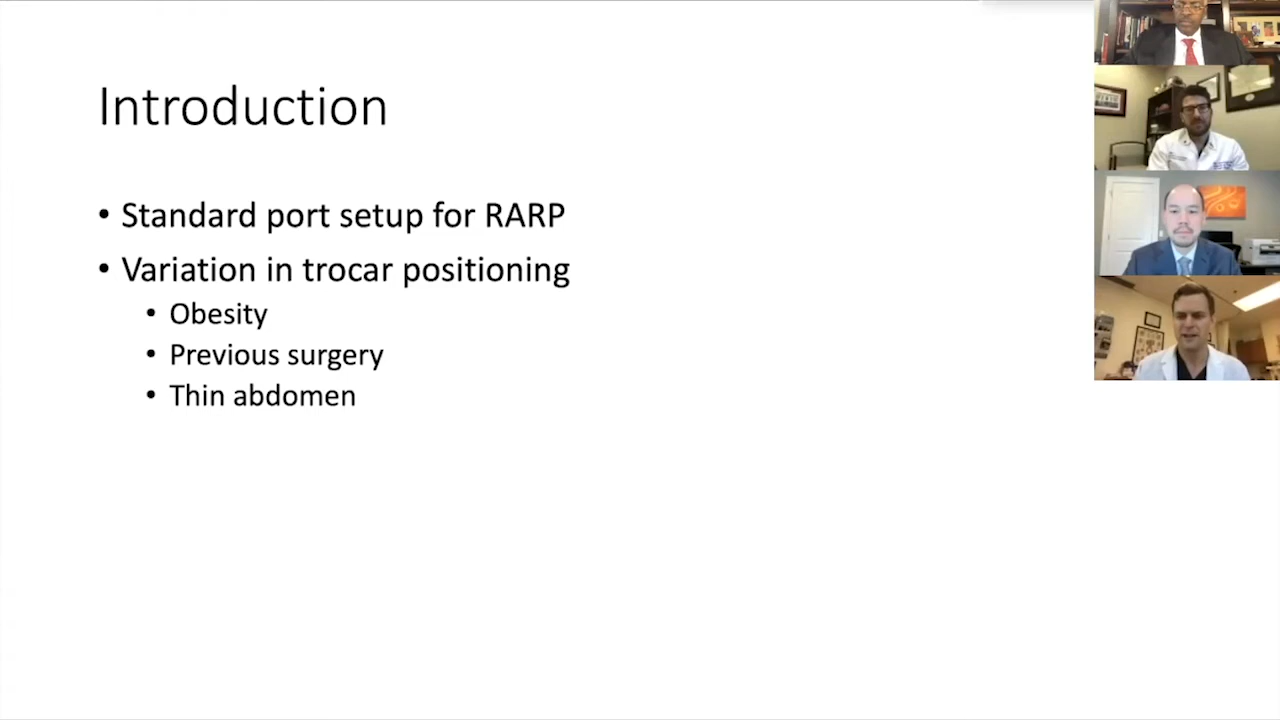 Introduction
• Standard port setup for RARP
• Variation in trocar positioning
• Obesity
• Previous surgery
• Thin abdomen